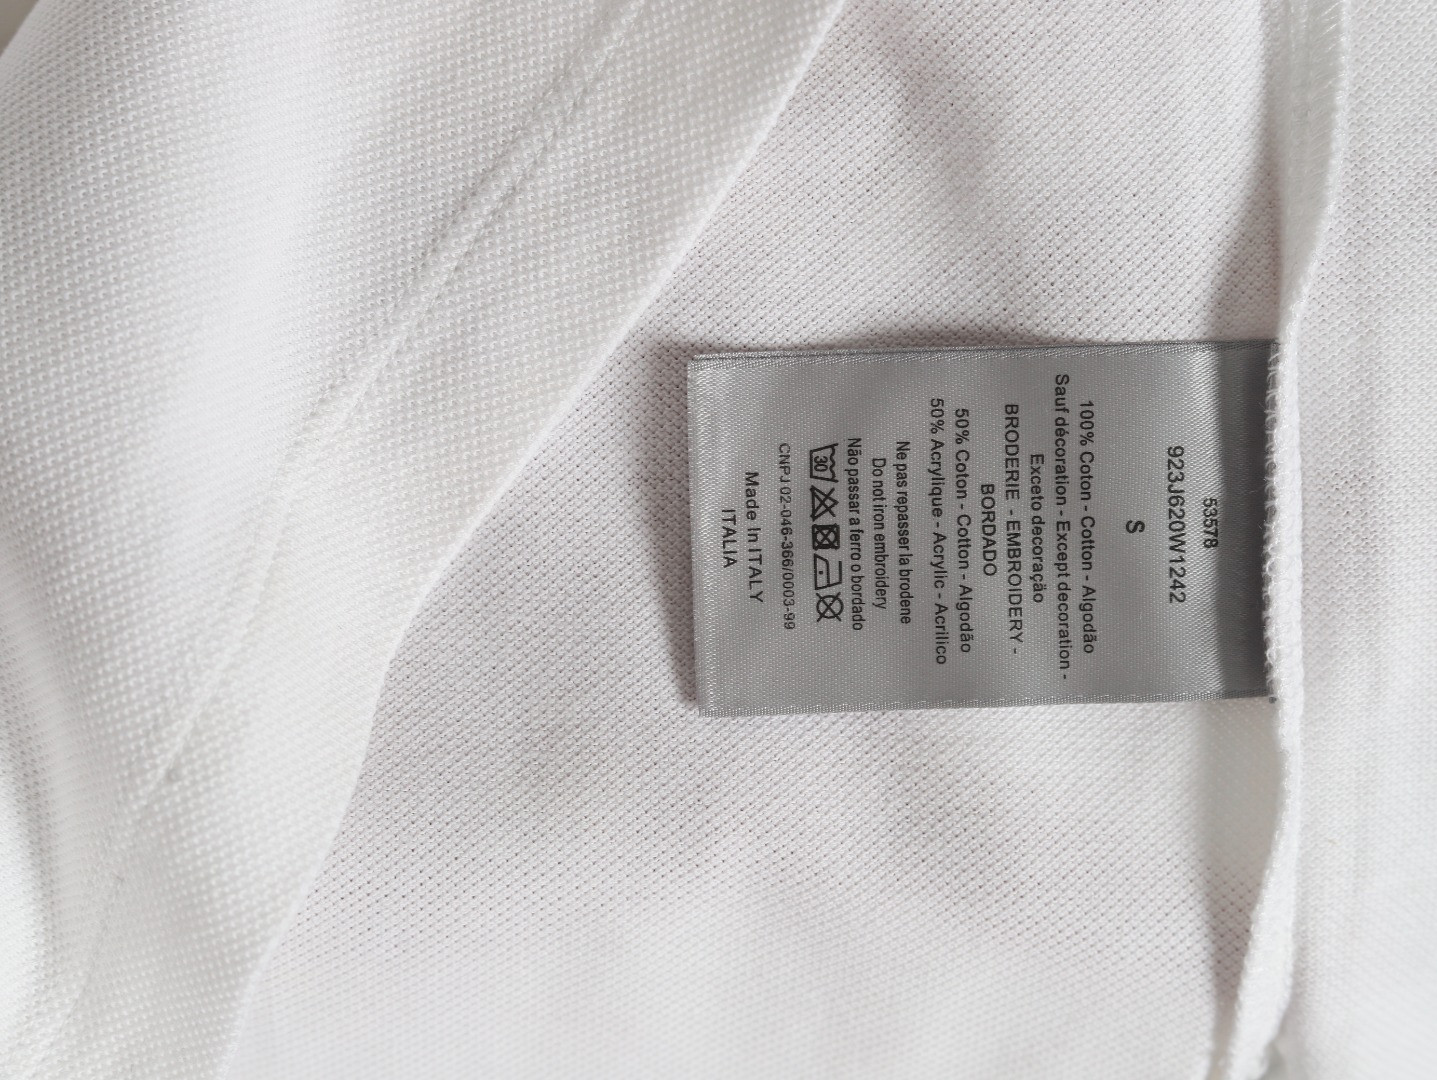 53578
923J620W1242
S
100% Coton - Cotton - Algodão
Sauf décoration - Except decoration -
Exceto decoração
BRODERIE - EMBROIDERY -
BORDADO
50% Coton - Cotton - Algodão
50% Acrylique - Acrylic - Acrilico
Ne pas repasser la brodene
Do not iron embroidery
Não passar a ferro o bordado
30
CNPJ 02-046-366/0003-99
Made In ITALY
ITALIA